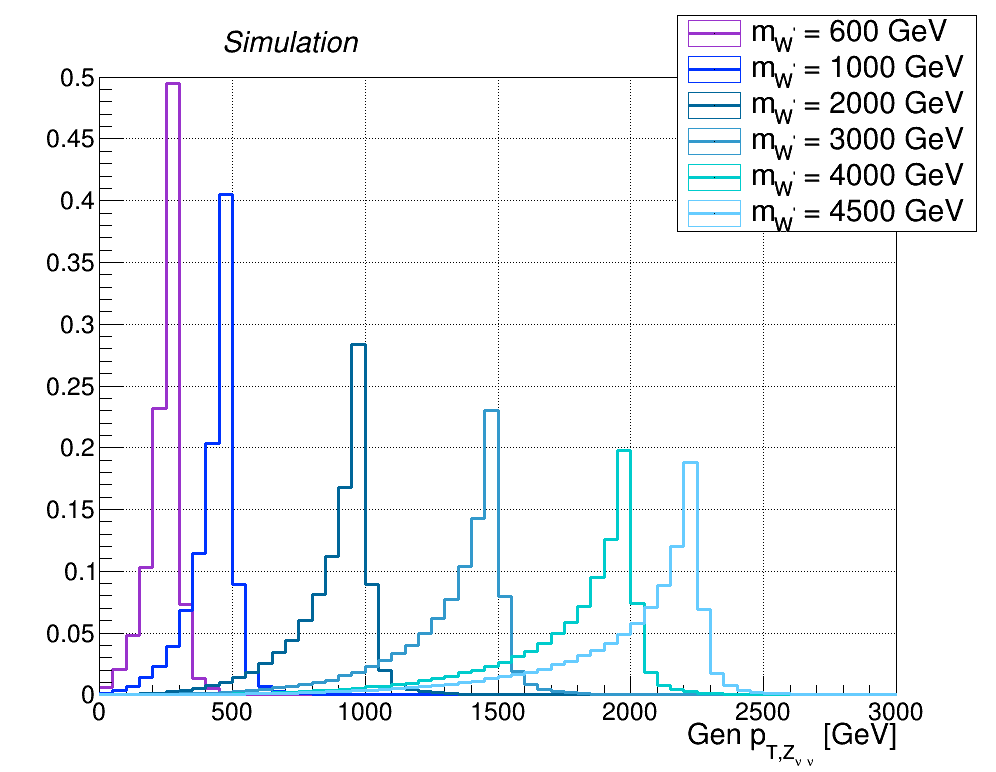 Simulation
m_W' = 600 GeV
m_W' = 1000 GeV
m_W' = 2000 GeV
m_W' = 3000 GeV
m_W' = 4000 GeV
m_W' = 4500 GeV
0.5
0.45
0.4
0.35
0.3
0.25
0.2
0.15
0.1
0.05
0
0 500 1000 1500 2000 2500 3000
Gen p_T,Z_ν ν [GeV]